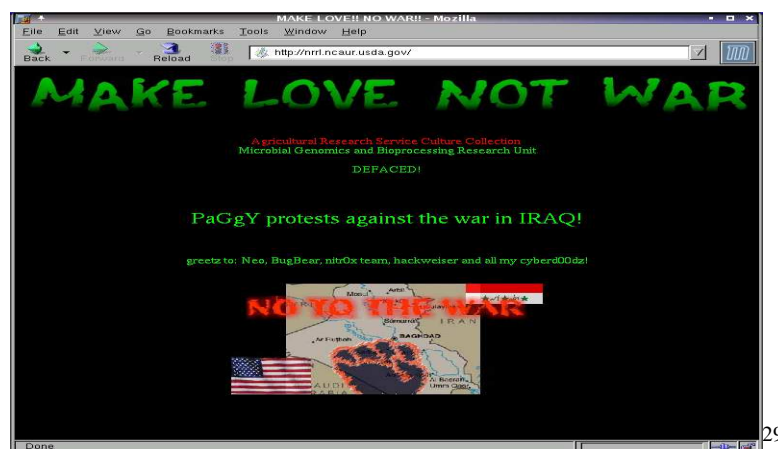 MAKE LOVE!! NO WAR!! - Mozilla
File Edit View Go Bookmarks Tools Window Help
Back Forward Reload Stop http://nrrl.ncaur.usda.gov/
MAKE LOVE NOT WAR
Agricultural Research Service Culture Collection
Microbial Genomics and Bioprocessing Research Unit
DEFACED!
PaGgY protests against the war in IRAQ!
greetz to: Neo, BugBear, nitr0x team, hackweiser and all my cyberd00dz!
NO TO THE WAR
IRAN
BAGHDAD
29
Done